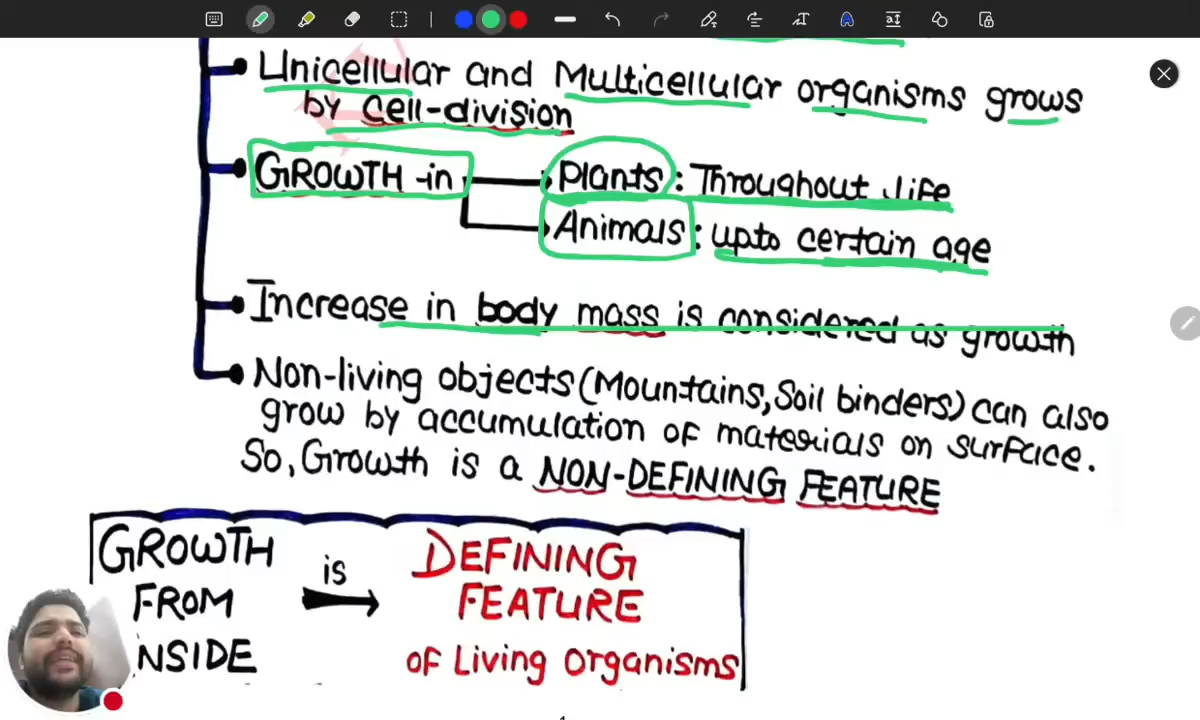 Unicellular and Multicellular organisms grows
by cell-division
GROWTH-in Plants: Throughout life
Animals: upto certain age
Increase in body mass is considered as growth
Non-living objects (Mountains, Soil binders) can also
grow by accumulation of materials on surface.
So, Growth is a NON-DEFINING FEATURE
GROWTH is DEFINING
FROM FEATURE
INSIDE of Living organisms